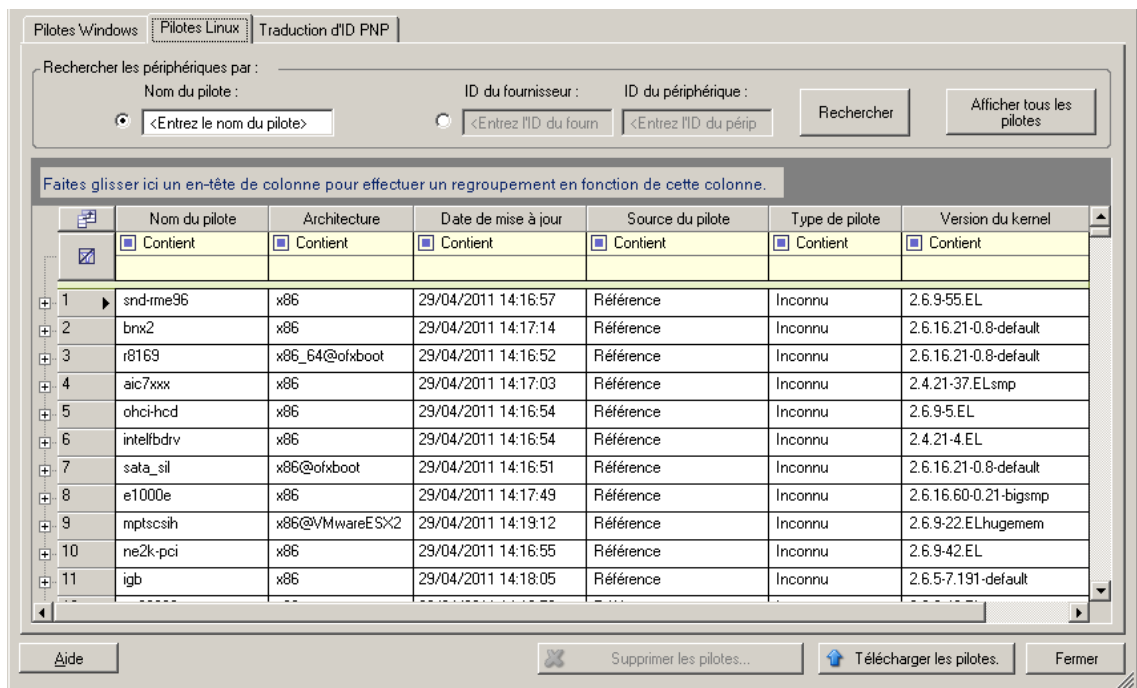 Pilotes Windows Pilotes Linux Traduction d'ID PNP
Rechercher les périphériques par :
Nom du pilote : ID du fournisseur : ID du périphérique :
<Entrez le nom du pilote> <Entrez l'ID du fourn <Entrez l'ID du périp Rechercher Afficher tous les pilotes
Faites glisser ici un en-tête de colonne pour effectuer un regroupement en fonction de cette colonne.
Nom du pilote Architecture Date de mise à jour Source du pilote Type de pilote Version du kernel
Contient Contient Contient Contient Contient Contient
1 snd-rme96 x86 29/04/2011 14:16:57 Référence Inconnu 2.6.9-55.EL
2 bnx2 x86 29/04/2011 14:17:14 Référence Inconnu 2.6.16.21-0.8-default
3 r8169 x86_64@ofxboot 29/04/2011 14:16:52 Référence Inconnu 2.6.16.21-0.8-default
4 aic7xxx x86 29/04/2011 14:17:03 Référence Inconnu 2.4.21-37.ELsmp
5 ohci-hcd x86 29/04/2011 14:16:54 Référence Inconnu 2.6.9-5.EL
6 intelfbdrv x86 29/04/2011 14:16:54 Référence Inconnu 2.4.21-4.EL
7 sata_sil x86@ofxboot 29/04/2011 14:16:51 Référence Inconnu 2.6.16.21-0.8-default
8 e1000e x86 29/04/2011 14:17:49 Référence Inconnu 2.6.16.60-0.21-bigsmp
9 mptscsih x86@VMwareESX2 29/04/2011 14:19:12 Référence Inconnu 2.6.9-22.ELhugemem
10 ne2k-pci x86 29/04/2011 14:16:55 Référence Inconnu 2.6.9-42.EL
11 igb x86 29/04/2011 14:18:05 Référence Inconnu 2.6.5-7.191-default
Aide Supprimer les pilotes... Télécharger les pilotes. Fermer